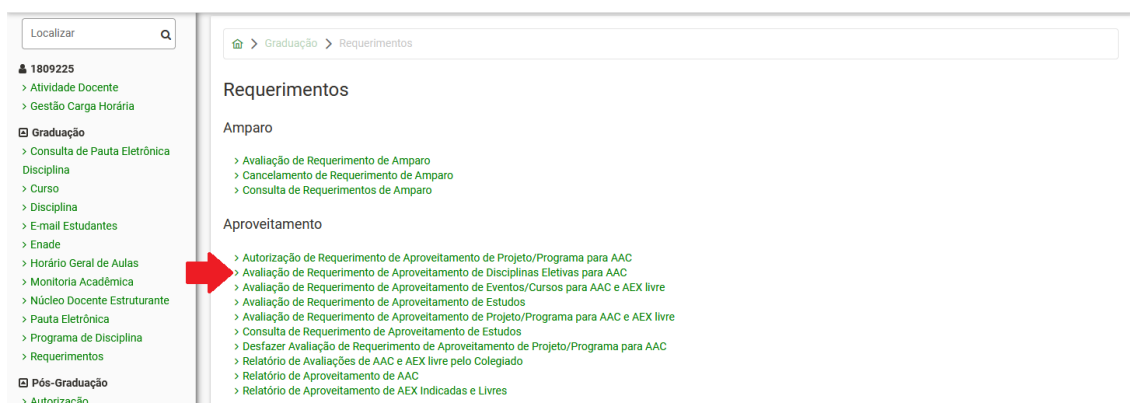 Localizar
1809225
> Atividade Docente
> Gestão Carga Horária
Graduação
> Consulta de Pauta Eletrônica
Disciplina
> Curso
> Disciplina
> E-mail Estudantes
> Enade
> Horário Geral de Aulas
> Monitoria Acadêmica
> Núcleo Docente Estruturante
> Pauta Eletrônica
> Programa de Disciplina
> Requerimentos
Pós-Graduação
> Autorização
> Graduação > Requerimentos
Requerimentos
Amparo
> Avaliação de Requerimento de Amparo
> Cancelamento de Requerimento de Amparo
> Consulta de Requerimentos de Amparo
Aproveitamento
> Autorização de Requerimento de Aproveitamento de Projeto/Programa para AAC
> Avaliação de Requerimento de Aproveitamento de Disciplinas Eletivas para AAC
> Avaliação de Requerimento de Aproveitamento de Eventos/Cursos para AAC e AEX livre
> Avaliação de Requerimento de Aproveitamento de Estudos
> Avaliação de Requerimento de Aproveitamento de Projeto/Programa para AAC e AEX livre
> Consulta de Requerimento de Aproveitamento de Estudos
> Desfazer Avaliação de Requerimento de Aproveitamento de Projeto/Programa para AAC
> Relatório de Avaliações de AAC e AEX livre pelo Colegiado
> Relatório de Aproveitamento de AAC
> Relatório de Aproveitamento de AEX Indicadas e Livres